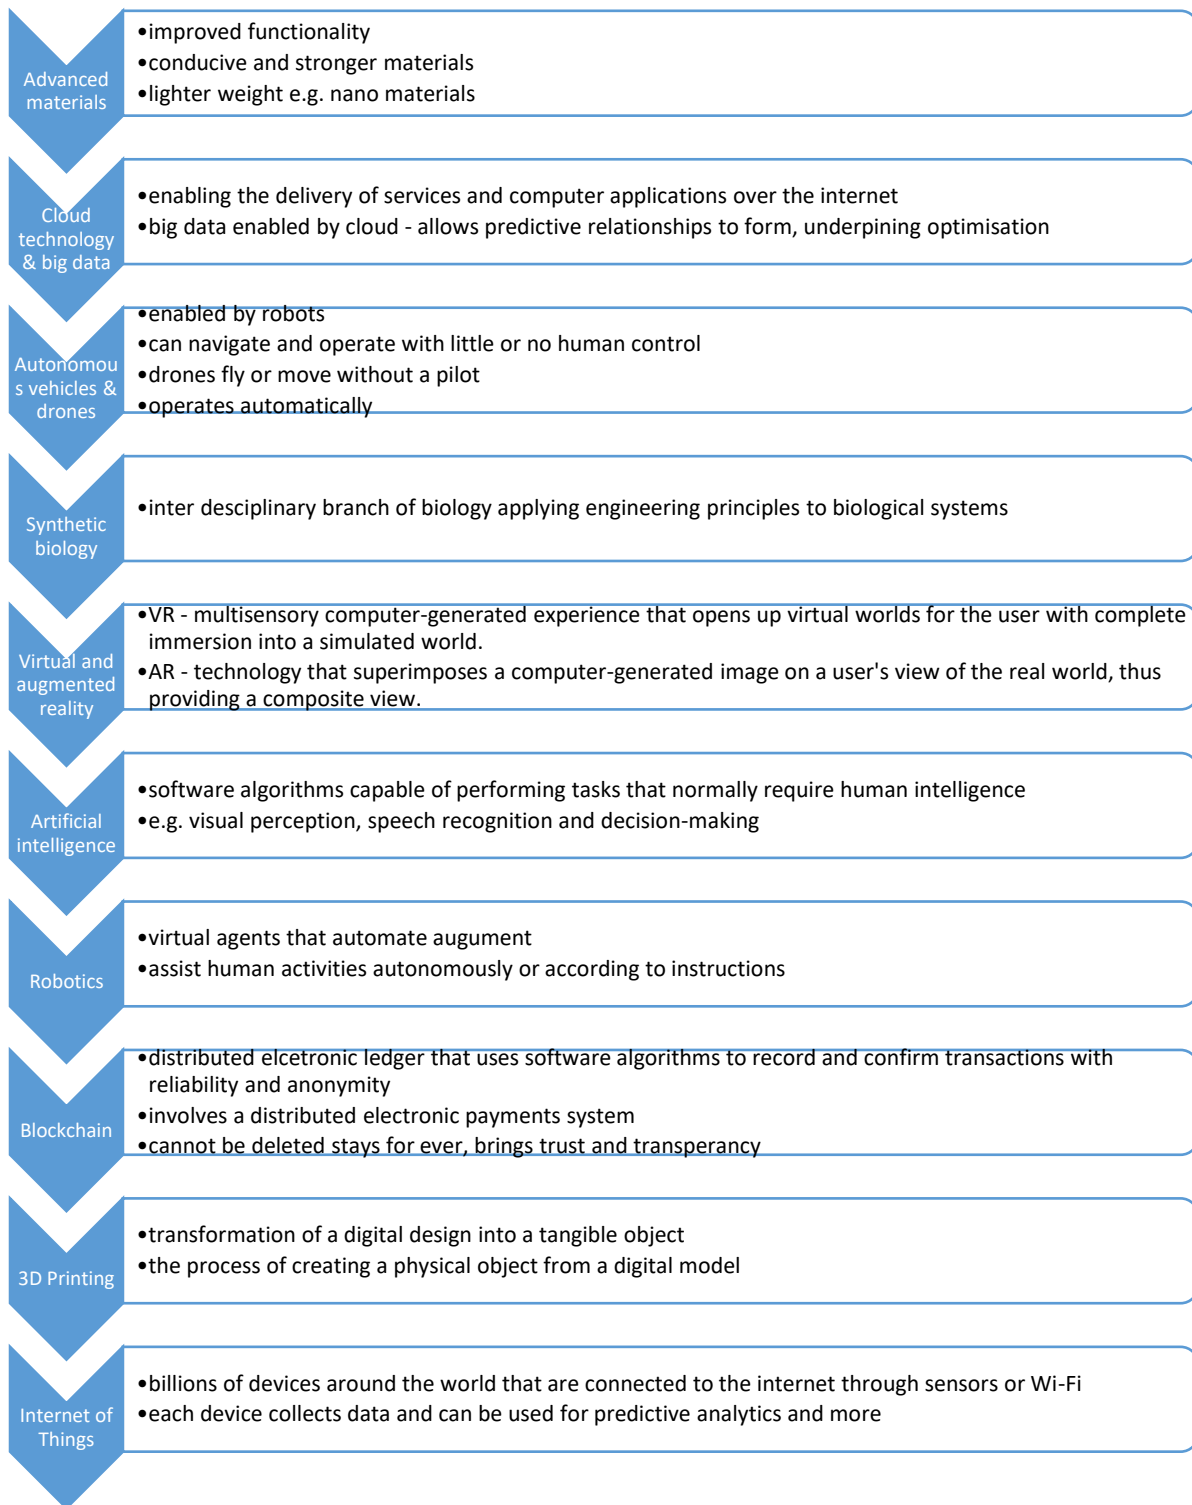 Advanced
materials
•improved functionality
•conducive and stronger materials
•lighter weight e.g. nano materials
Cloud
technology
& big data
•enabling the delivery of services and computer applications over the internet
•big data enabled by cloud - allows predictive relationships to form, underpining optimisation
Autonomou
s vehicles &
drones
•enabled by robots
•can navigate and operate with little or no human control
•drones fly or move without a pilot
•operates automatically
Synthetic
biology
•inter desciplinary branch of biology applying engineering principles to biological systems
Virtual and
augmented
reality
•VR - multisensory computer-generated experience that opens up virtual worlds for the user with complete
immersion into a simulated world.
•AR - technology that superimposes a computer-generated image on a user's view of the real world, thus
providing a composite view.
Artificial
intelligence
•software algorithms capable of performing tasks that normally require human intelligence
•e.g. visual perception, speech recognition and decision-making
Robotics
•virtual agents that automate augument
•assist human activities autonomously or according to instructions
Blockchain
•distributed elcetronic ledger that uses software algorithms to record and confirm transactions with
reliability and anonymity
•involves a distributed electronic payments system
•cannot be deleted stays for ever, brings trust and transperancy
3D Printing
•transformation of a digital design into a tangible object
•the process of creating a physical object from a digital model
Internet of
Things
•billions of devices around the world that are connected to the internet through sensors or Wi-Fi
•each device collects data and can be used for predictive analytics and more